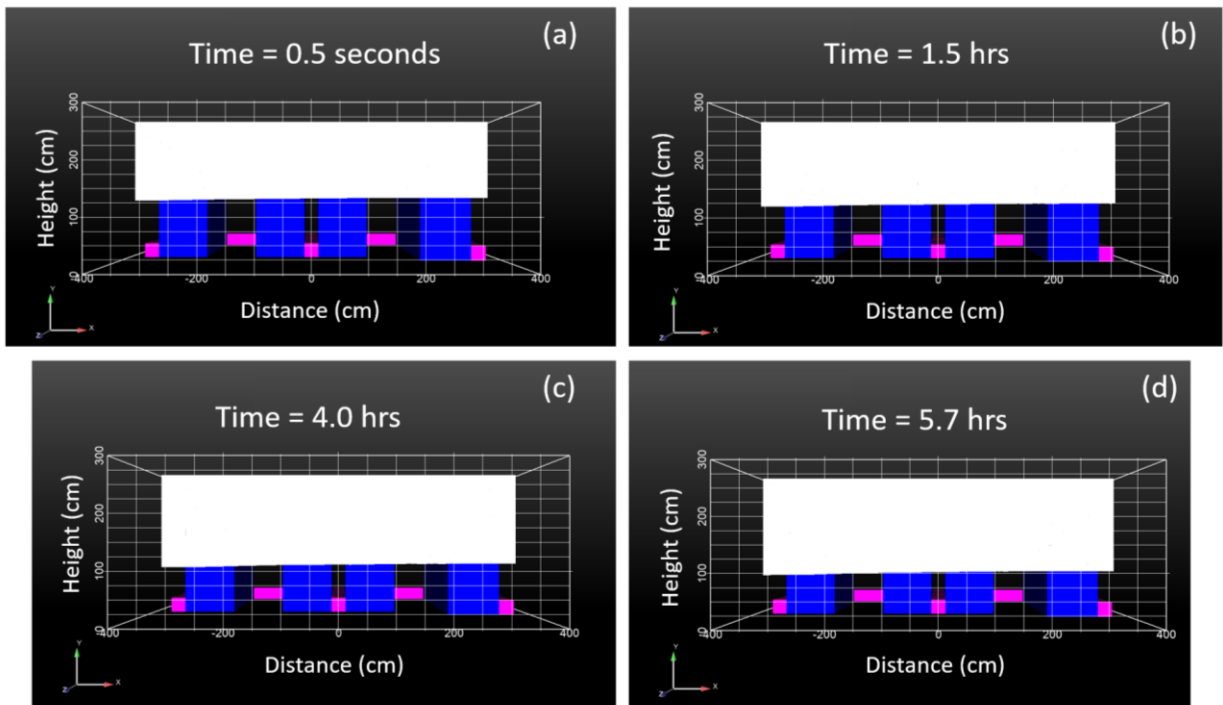 (a)
Time = 0.5 seconds
Height (cm)
300
200
100
0
-400
-200
0
200
400
Distance (cm)
Y
X
Z
(b)
Time = 1.5 hrs
Height (cm)
300
200
100
0
-400
-200
0
200
400
Distance (cm)
Y
X
Z
(c)
Time = 4.0 hrs
Height (cm)
300
200
100
0
-400
-200
0
200
400
Distance (cm)
Y
X
Z
(d)
Time = 5.7 hrs
Height (cm)
300
200
100
0
-400
-200
0
200
400
Distance (cm)
Y
X
Z